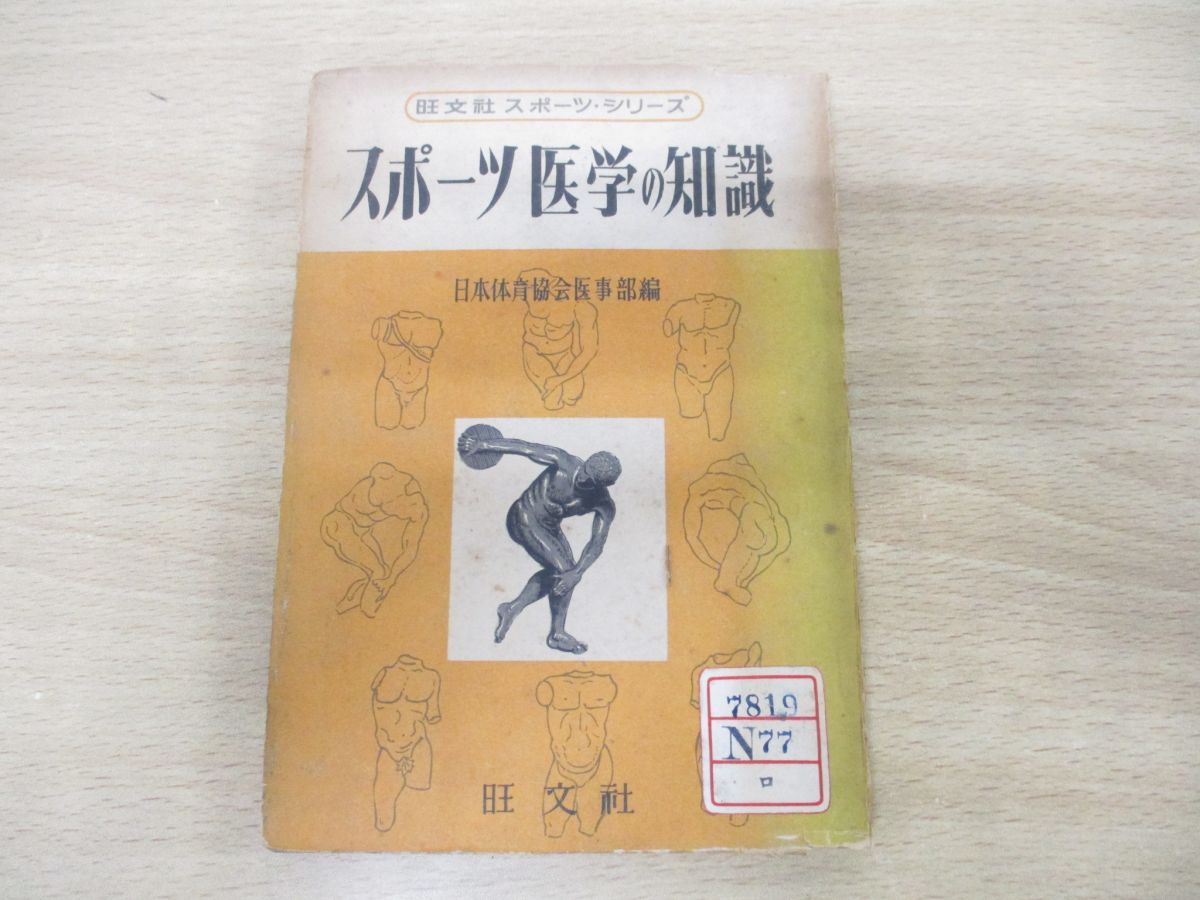 旺文社 スポーツ・シリーズ
スポーツ医学の知識
日本体育協会医事部編
7819
N77
ロ
旺文社